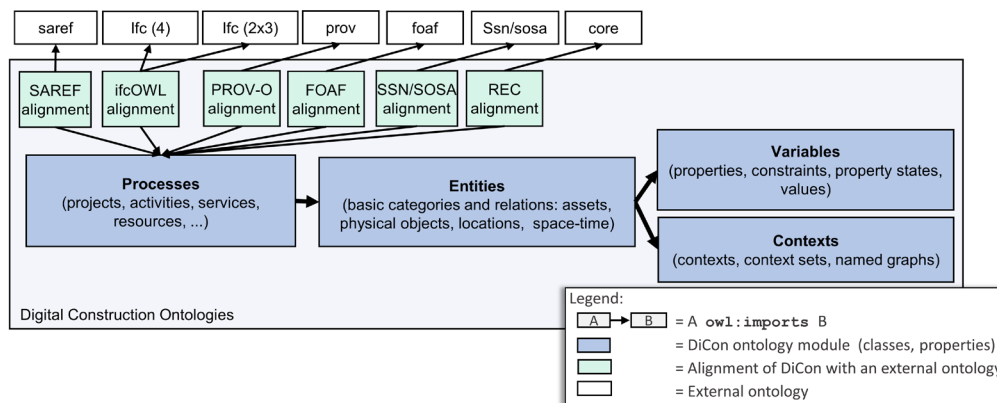 saref
Ifc (4)
Ifc (2x3)
prov
foaf
Ssn/sosa
core
SAREF
alignment
ifcOWL
alignment
PROV-O
alignment
FOAF
alignment
SSN/SOSA
alignment
REC
alignment
Processes
(projects, activities, services,
resources, ...)
Entities
(basic categories and relations: assets,
physical objects, locations, space-time)
Variables
(properties, constraints, property states,
values)
Contexts
(contexts, context sets, named graphs)
Digital Construction Ontologies
Legend:
A B = A owl:imports B
= DiCon ontology module (classes, properties)
= Alignment of DiCon with an external ontology
= External ontology